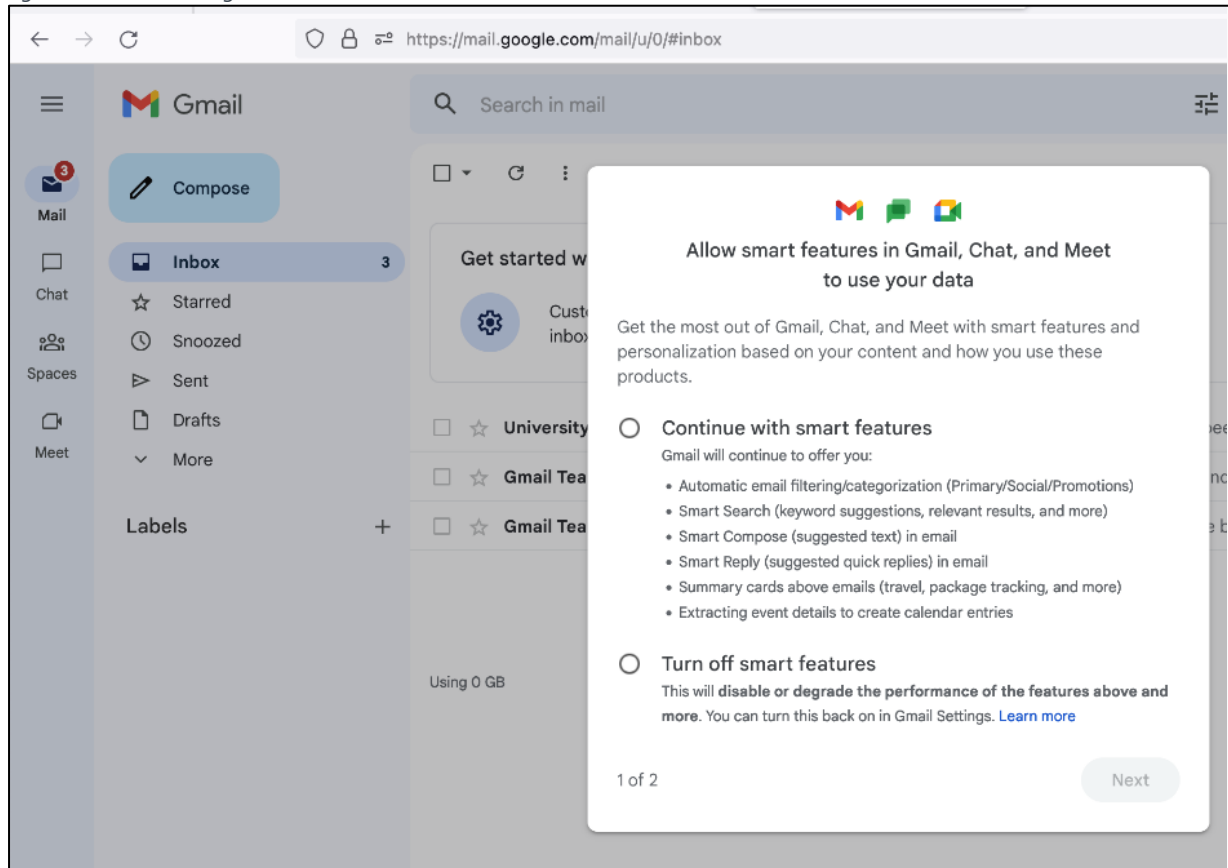 https://mail.google.com/mail/u/0/#inbox
Gmail
Search in mail
3
Mail
Chat
Spaces
Meet
Compose
Inbox 3
Starred
Snoozed
Sent
Drafts
More
Labels +
Get started w
Cust
inbox
University
Gmail Tea
Gmail Tea
Using 0 GB
Allow smart features in Gmail, Chat, and Meet
to use your data
Get the most out of Gmail, Chat, and Meet with smart features and
personalization based on your content and how you use these
products.
Continue with smart features
Gmail will continue to offer you:
• Automatic email filtering/categorization (Primary/Social/Promotions)
• Smart Search (keyword suggestions, relevant results, and more)
• Smart Compose (suggested text) in email
• Smart Reply (suggested quick replies) in email
• Summary cards above emails (travel, package tracking, and more)
• Extracting event details to create calendar entries
Turn off smart features
This will disable or degrade the performance of the features above and
more. You can turn this back on in Gmail Settings. Learn more
1 of 2
Next